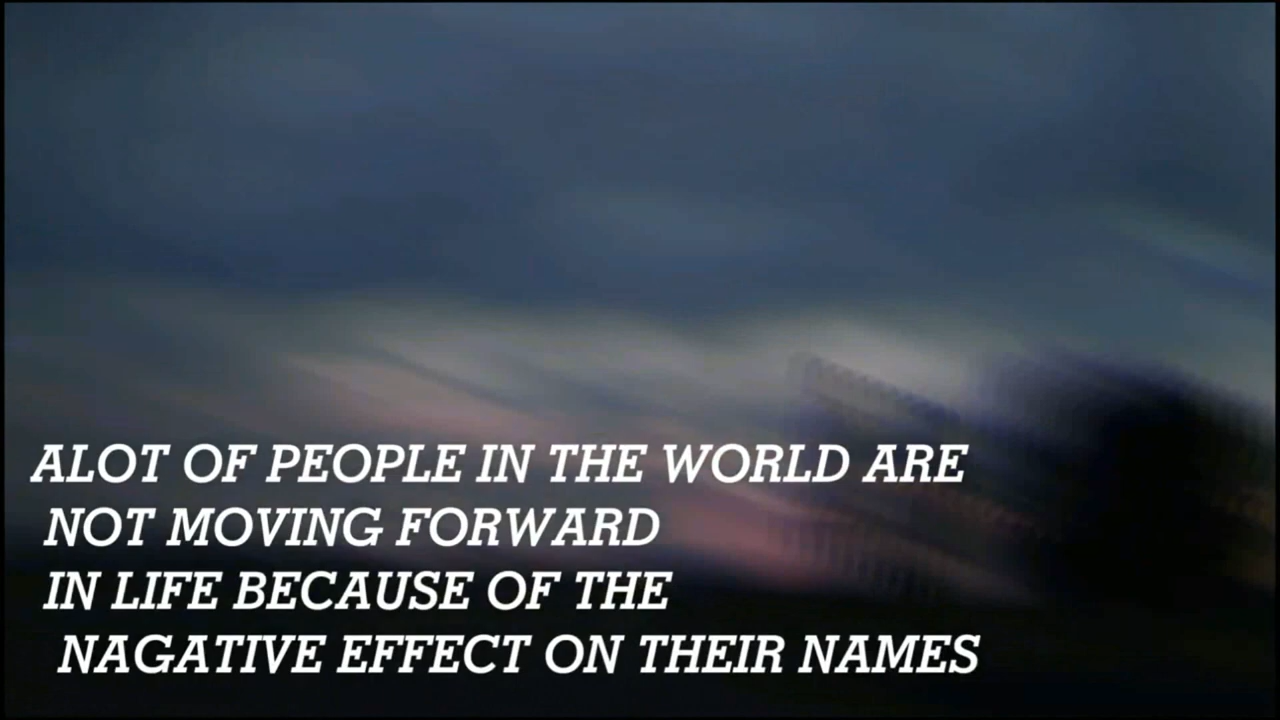 ALOT OF PEOPLE IN THE WORLD ARE
NOT MOVING FORWARD
IN LIFE BECAUSE OF THE
NAGATIVE EFFECT ON THEIR NAMES